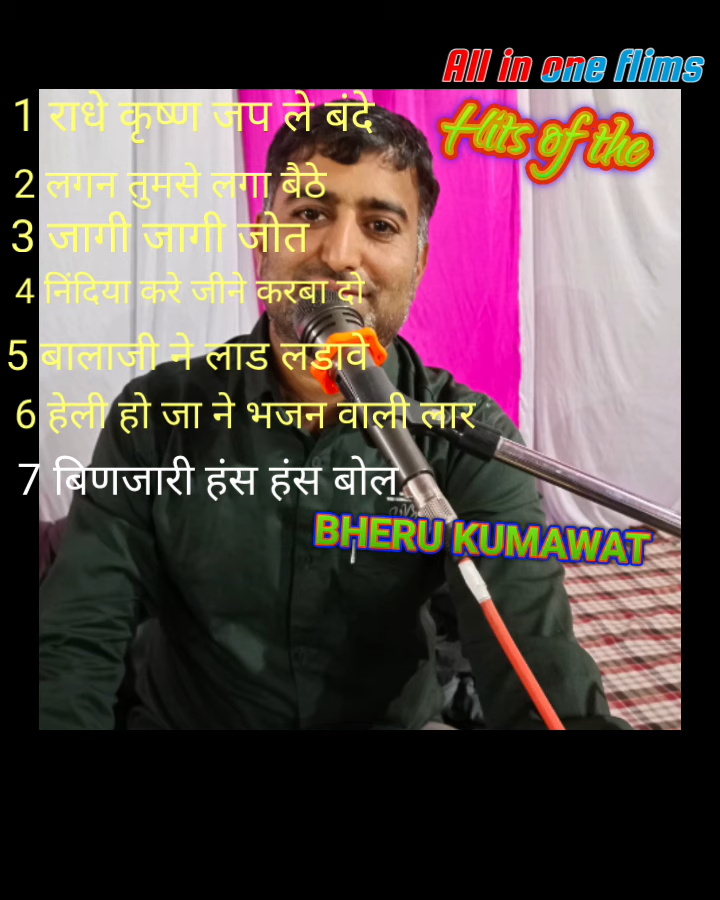 All in one flims
Hits of the
1 राधे कृष्ण जप ले बंदे
2 लगन तुमसे लगा बैठे
3 जागी जागी जोत
4 निंदिया करे जीने करबा दो
5 बालाजी ने लाड लडावे
6 हेली हो जा ने भजन वाली लार
7 बिणजारी हंस हंस बोल
BHERU KUMAWAT